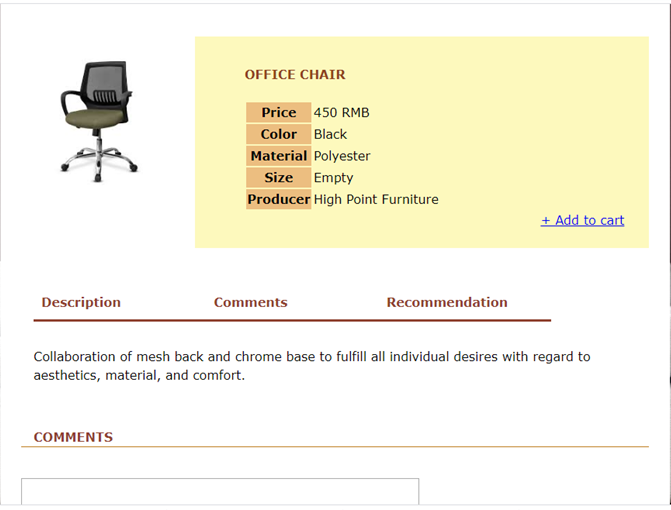 OFFICE CHAIR
Price 450 RMB
Color Black
Material Polyester
Size Empty
Producer High Point Furniture
+ Add to cart
Description Comments Recommendation
Collaboration of mesh back and chrome base to fulfill all individual desires with regard to
aesthetics, material, and comfort.
COMMENTS